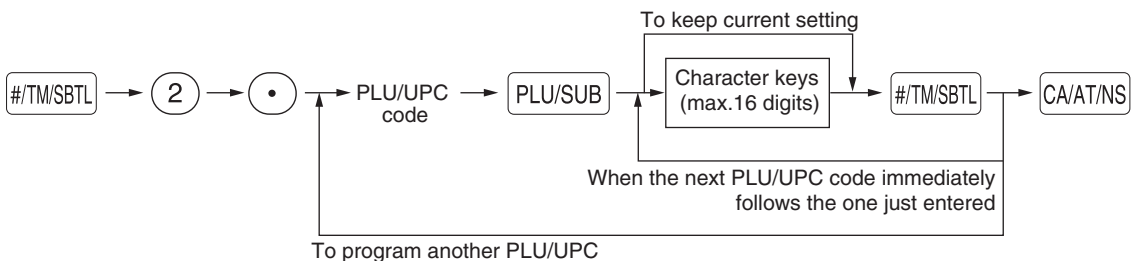 To keep current setting
#/TM/SBTL
2
•
PLU/UPC
code
PLU/SUB
Character keys
(max.16 digits)
#/TM/SBTL
CA/AT/NS
When the next PLU/UPC code immediately
follows the one just entered
To program another PLU/UPC